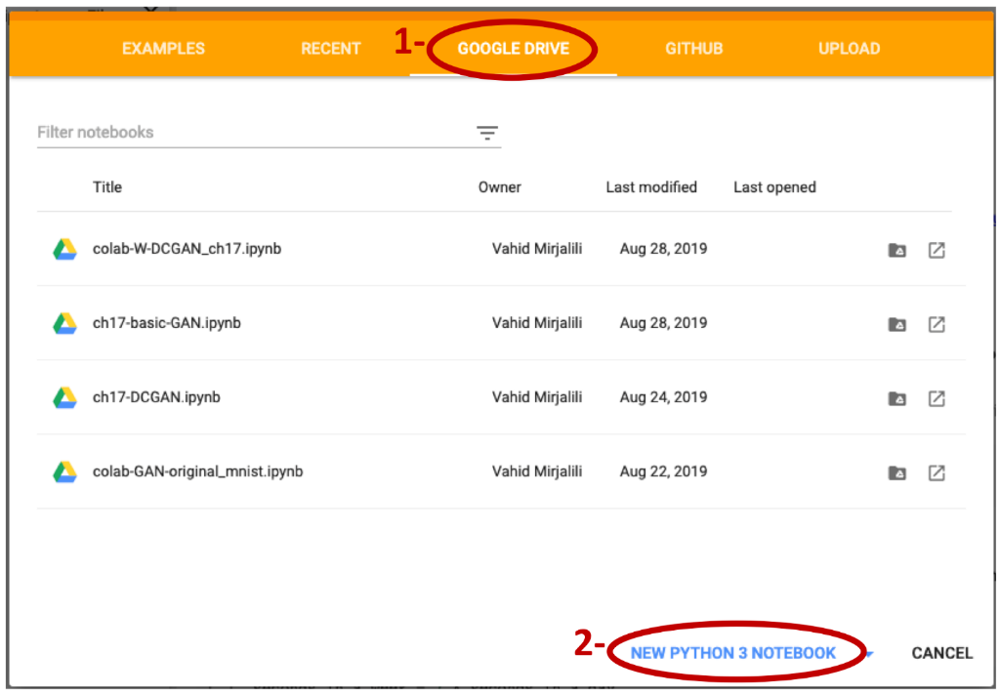 EXAMPLES RECENT 1- GOOGLE DRIVE GITHUB UPLOAD
Filter notebooks
Title Owner Last modified Last opened
colab-W-DCGAN_ch17.ipynb Vahid Mirjalili Aug 28, 2019
ch17-basic-GAN.ipynb Vahid Mirjalili Aug 28, 2019
ch17-DCGAN.ipynb Vahid Mirjalili Aug 24, 2019
colab-GAN-original_mnist.ipynb Vahid Mirjalili Aug 22, 2019
2- NEW PYTHON 3 NOTEBOOK CANCEL